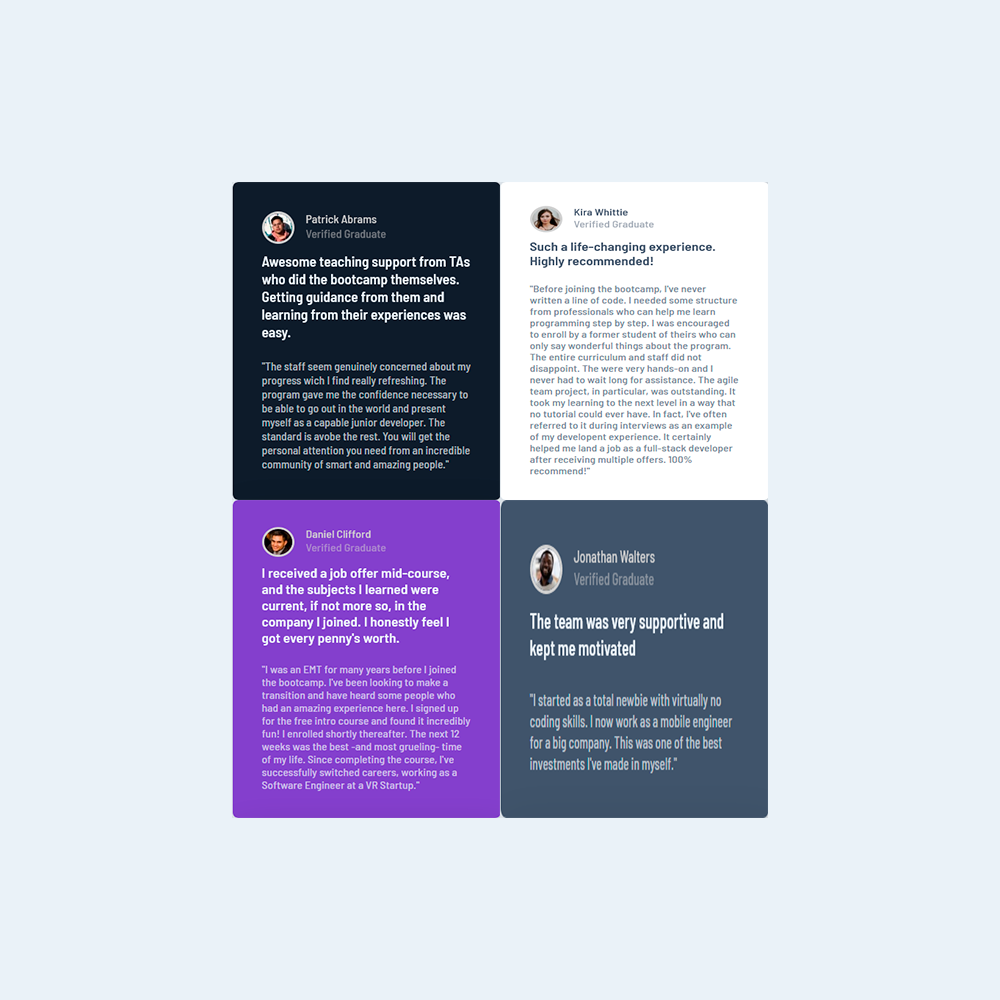 Patrick Abrams
Verified Graduate
Awesome teaching support from TAs
who did the bootcamp themselves.
Getting guidance from them and
learning from their experiences was
easy.
"The staff seem genuinely concerned about my
progress wich I find really refreshing. The
program gave me the confidence necessary to
be able to go out in the world and present
myself as a capable junior developer. The
standard is avobe the rest. You will get the
personal attention you need from an incredible
community of smart and amazing people."
Kira Whittie
Verified Graduate
Such a life-changing experience.
Highly recommended!
"Before joining the bootcamp, I've never
written a line of code, I needed some structure
from professionals who can help me learn
programming step by step. I was encouraged
to enroll by a former student of theirs who can
only say wonderful things about the program.
The entire curriculum and staff did not
disappoint. The were very hands-on and I
never had to wait long for assistance. The agile
team project, in particular, was outstanding. It
took my learning to the next level in a way that
no tutorial could ever have. In fact, I've often
referred to it during interviews as an example
of my developent experience. It certainly
helped me land a job as a full-stack developer
after receiving multiple offers. 100%
recommend!"
Daniel Clifford
Verified Graduate
I received a job offer mid-course,
and the subjects I learned were
current, if not more so, in the
company I joined. I honestly feel I
got every penny's worth.
"I was an EMT for many years before I joined
the bootcamp. I've been looking to make a
transition and have heard some people who
had an amazing experience here. I signed up
for the free intro course and found it incredibly
fun! I enrolled shortly thereafter. The next 12
weeks was the best -and most grueling- time
of my life. Since completing the course, I've
successfully switched careers, working as a
Software Engineer at a VR Startup."
Jonathan Walters
Verified Graduate
The team was very supportive and
kept me motivated
"I started as a total newbie with virtually no
coding skills. I now work as a mobile engineer
for a big company. This was one of the best
investments I've made in myself."